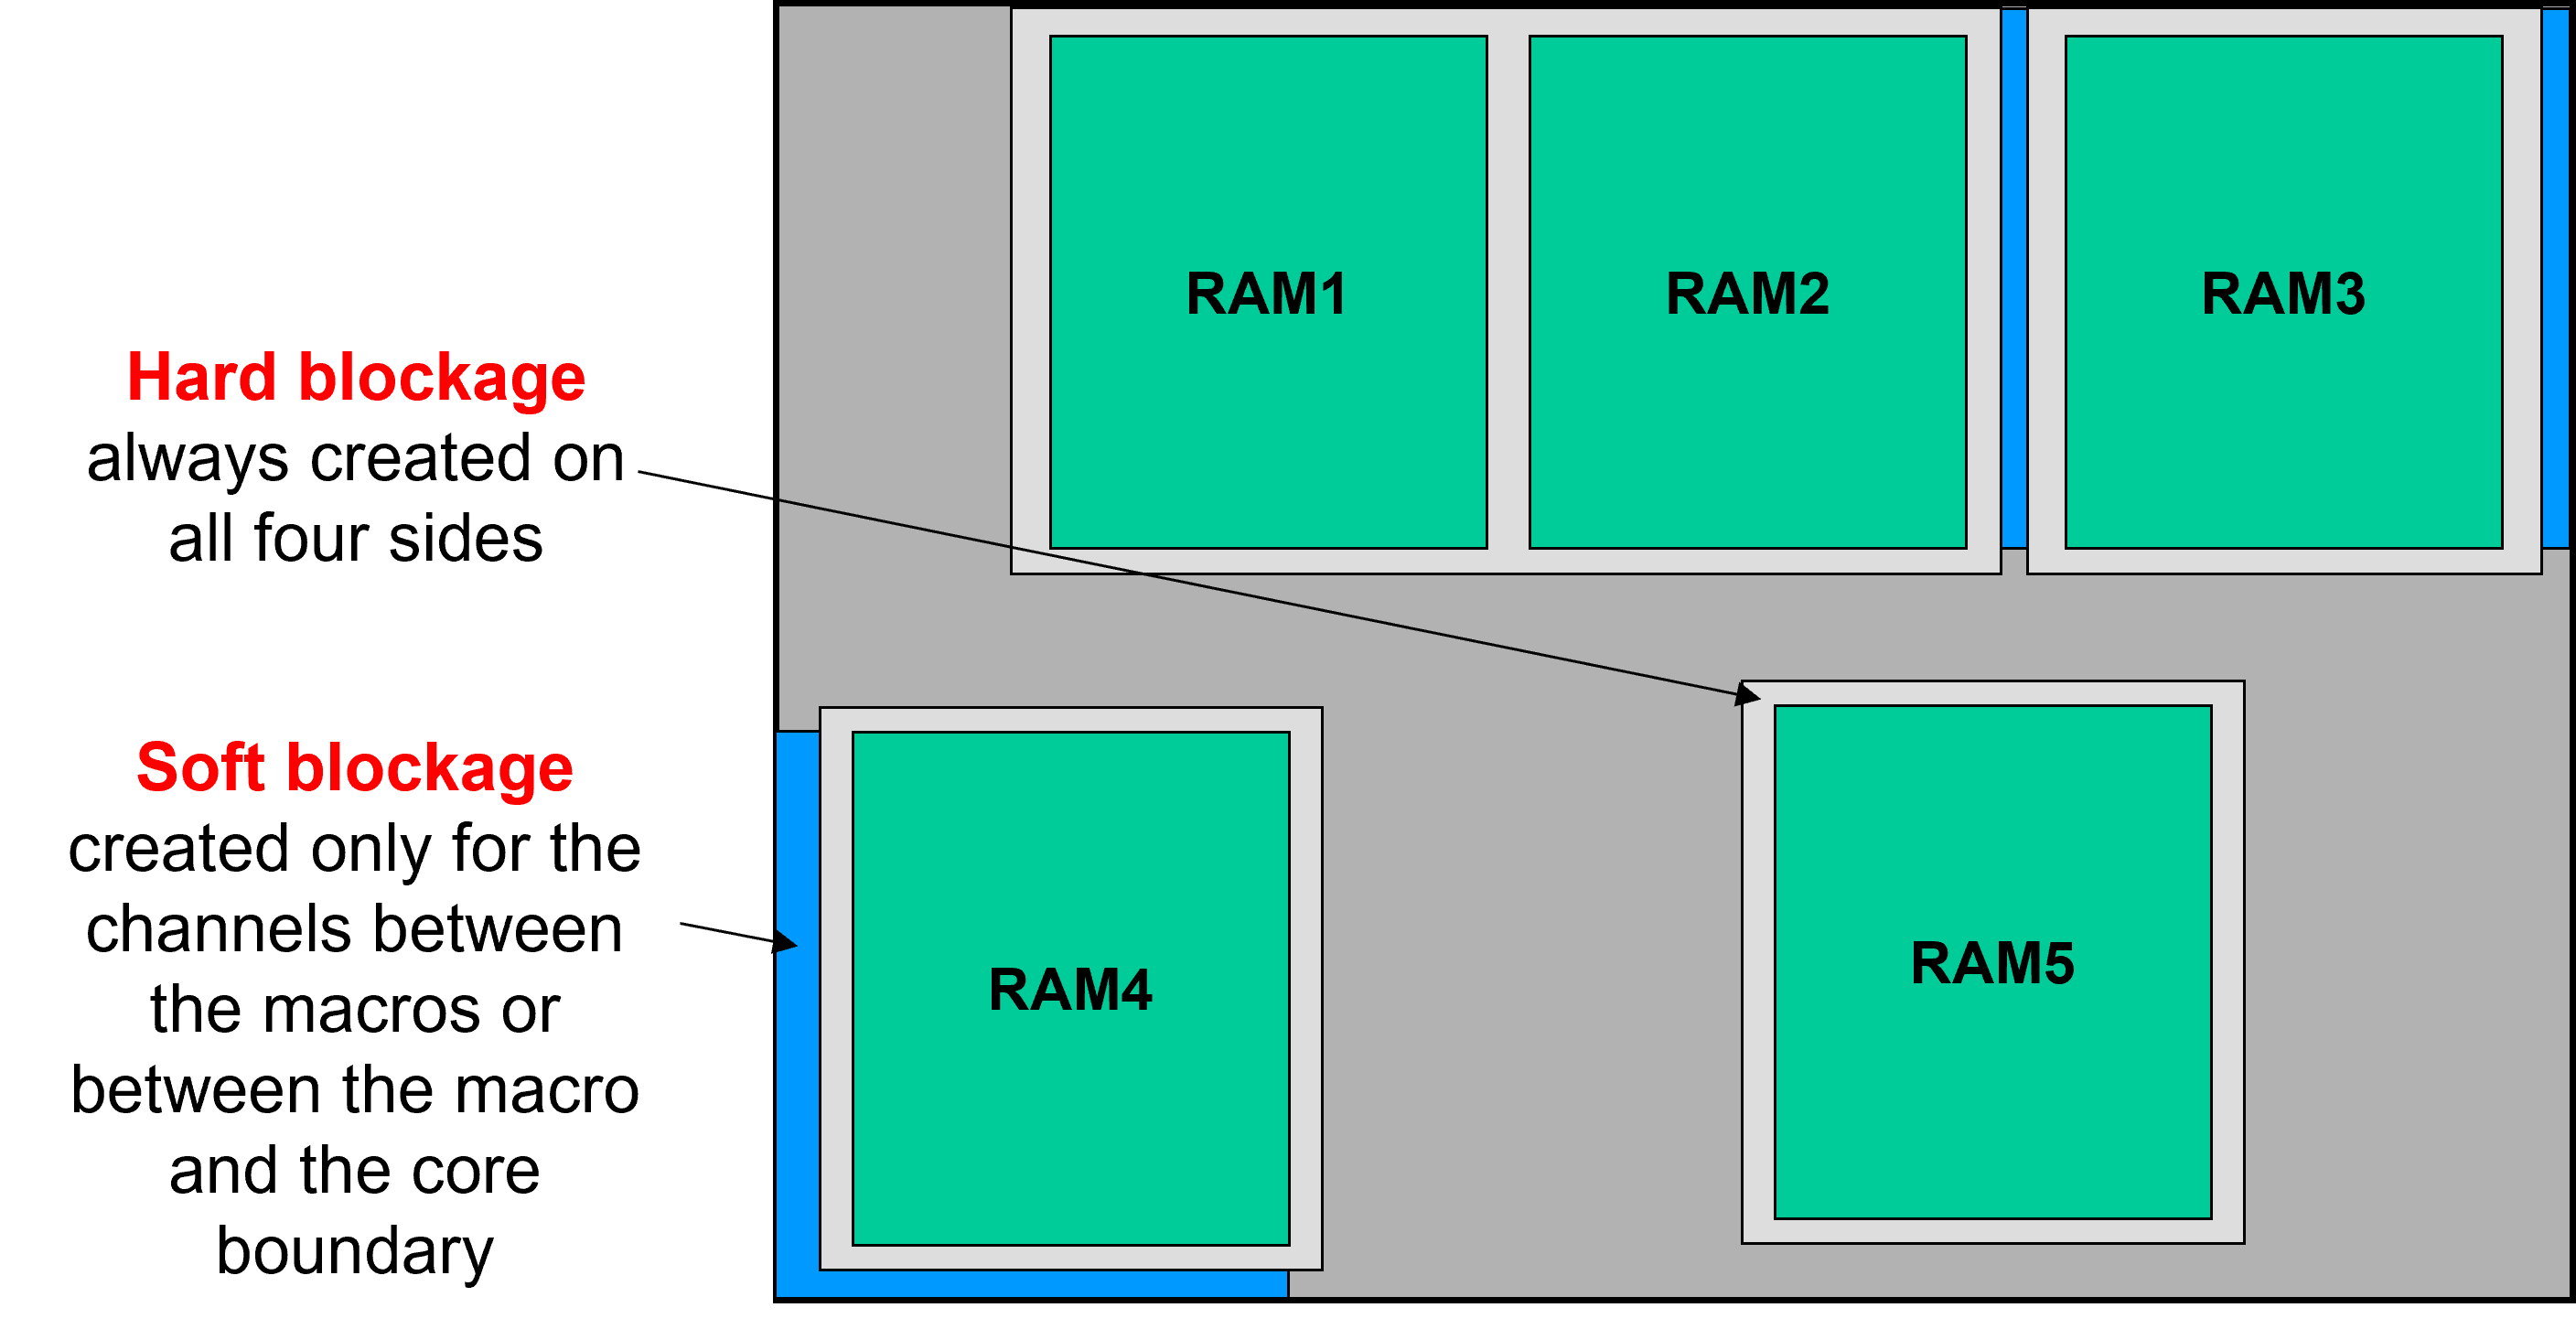 Hard blockage
always created on
all four sides
Soft blockage
created only for the
channels between
the macros or
between the macro
and the core
boundary
RAM1
RAM2
RAM3
RAM4
RAM5